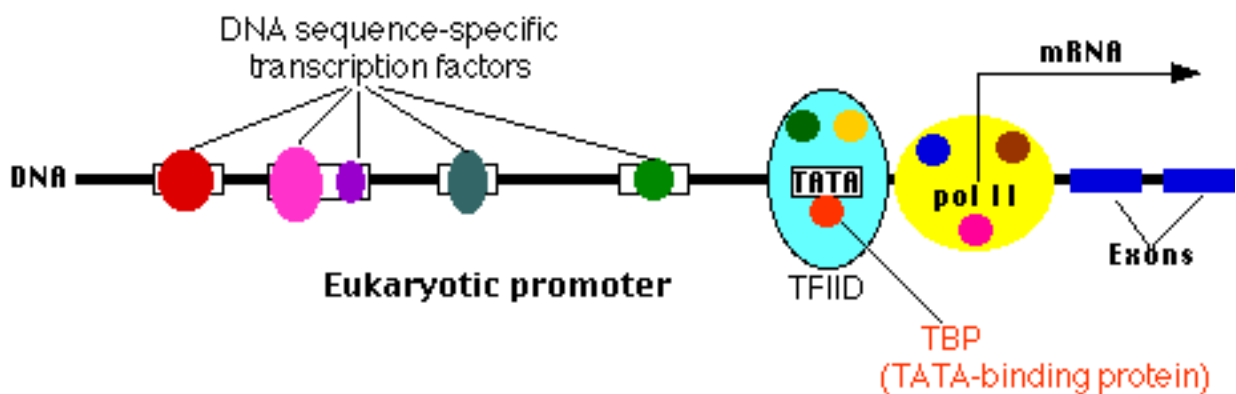 DNA sequence-specific
transcription factors
mRNA
DNA
TATA
pol II
Exons
Eukaryotic promoter
TFIID
TBP
(TATA-binding protein)